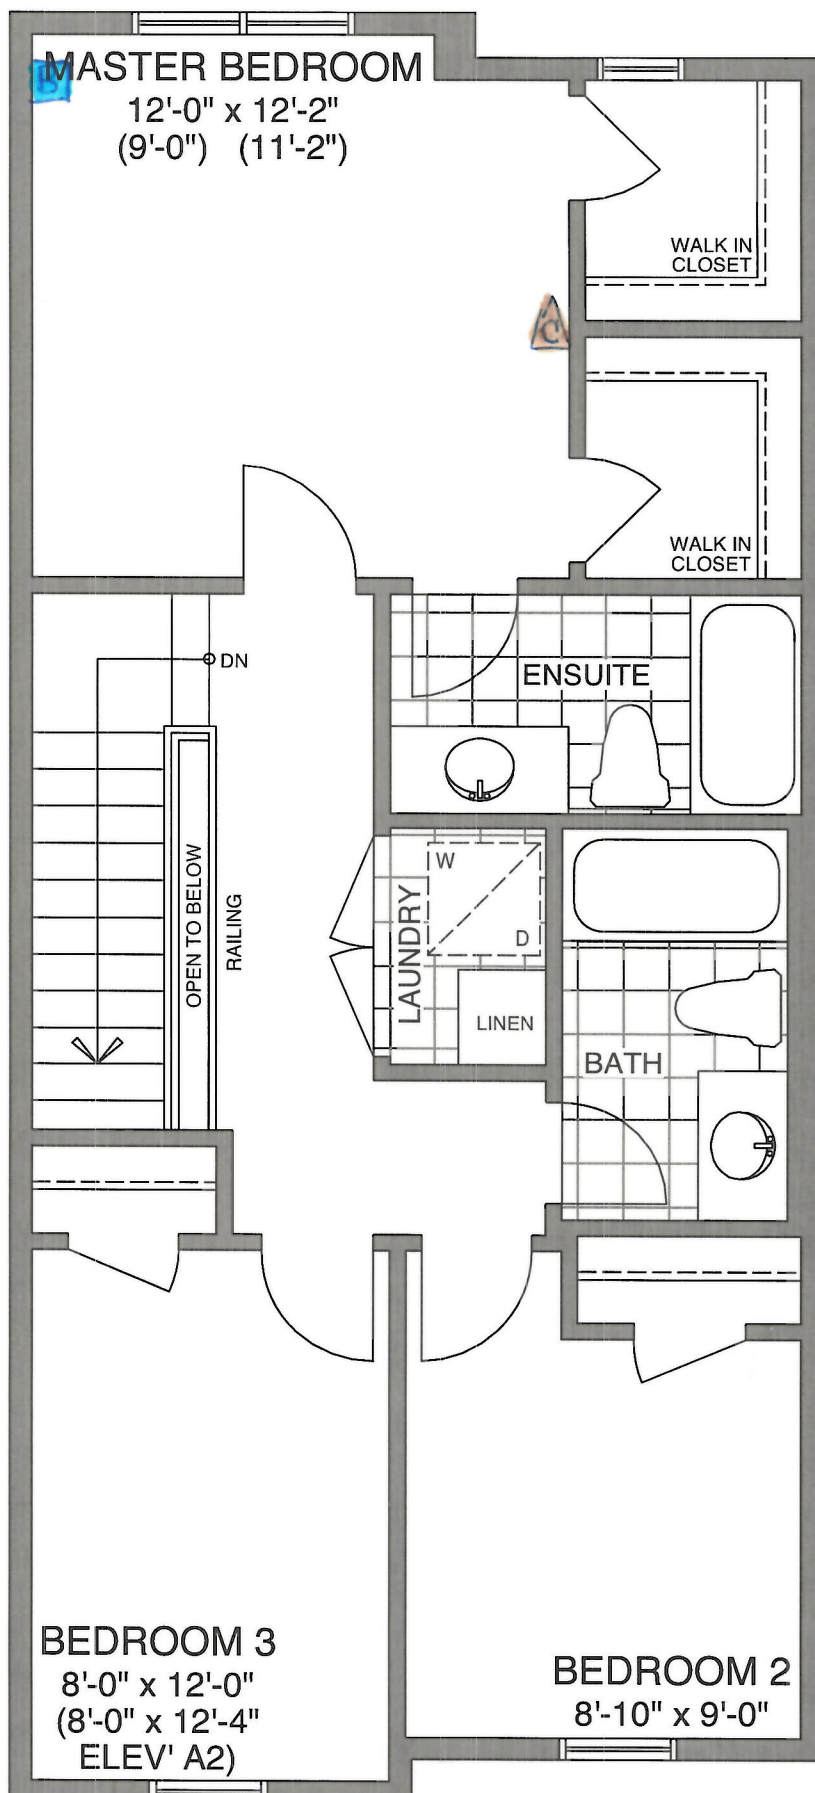 MASTER BEDROOM
12'-0" x 12'-2"
(9'-0") (11'-2")
B
WALK IN
CLOSET
C
WALK IN
CLOSET
DN
ENSUITE
OPEN TO BELOW
RAILING
LAUNDRY
W
D
LINEN
BATH
BEDROOM 3
8'-0" x 12'-0"
(8'-0" x 12'-4"
ELEV' A2)
BEDROOM 2
8'-10" x 9'-0"